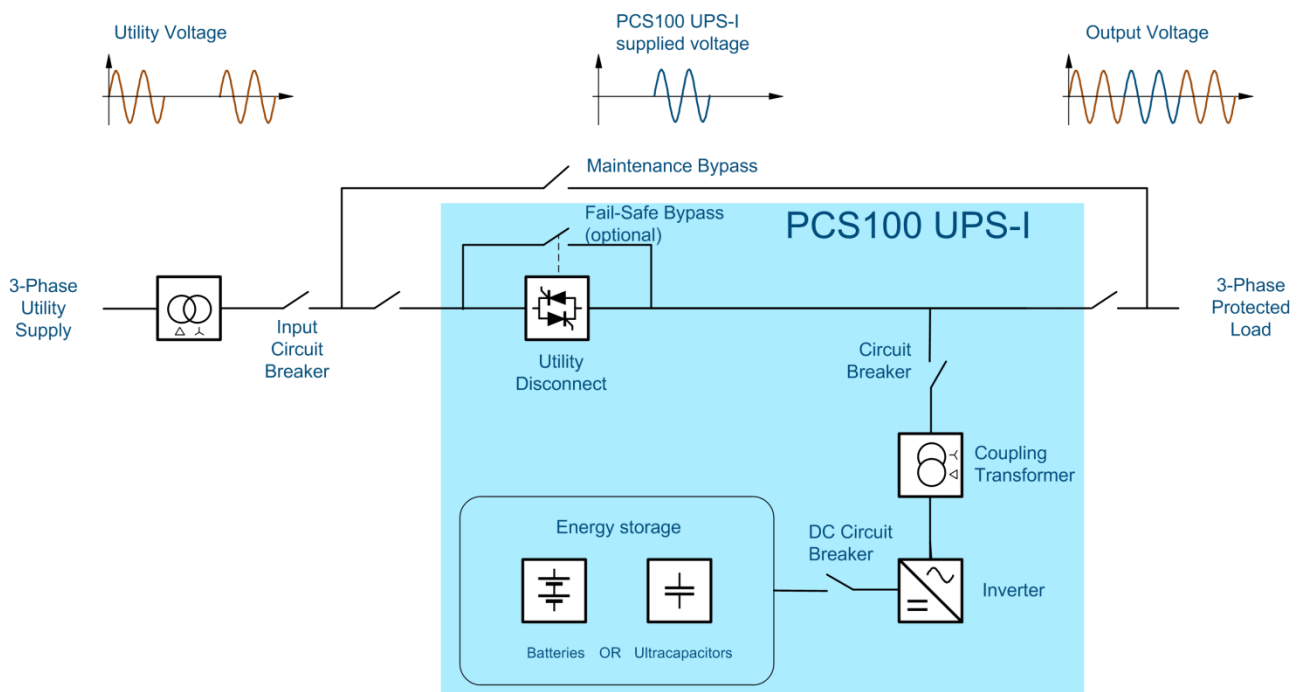 Utility Voltage
PCS100 UPS-I
supplied voltage
Output Voltage
Maintenance Bypass
Fail-Safe Bypass
(optional)
PCS100 UPS-I
3-Phase
Utility
Supply
Input
Circuit
Breaker
Utility
Disconnect
3-Phase
Protected
Load
Circuit
Breaker
Coupling
Transformer
Energy storage
DC Circuit
Breaker
Inverter
Batteries OR Ultracapacitors